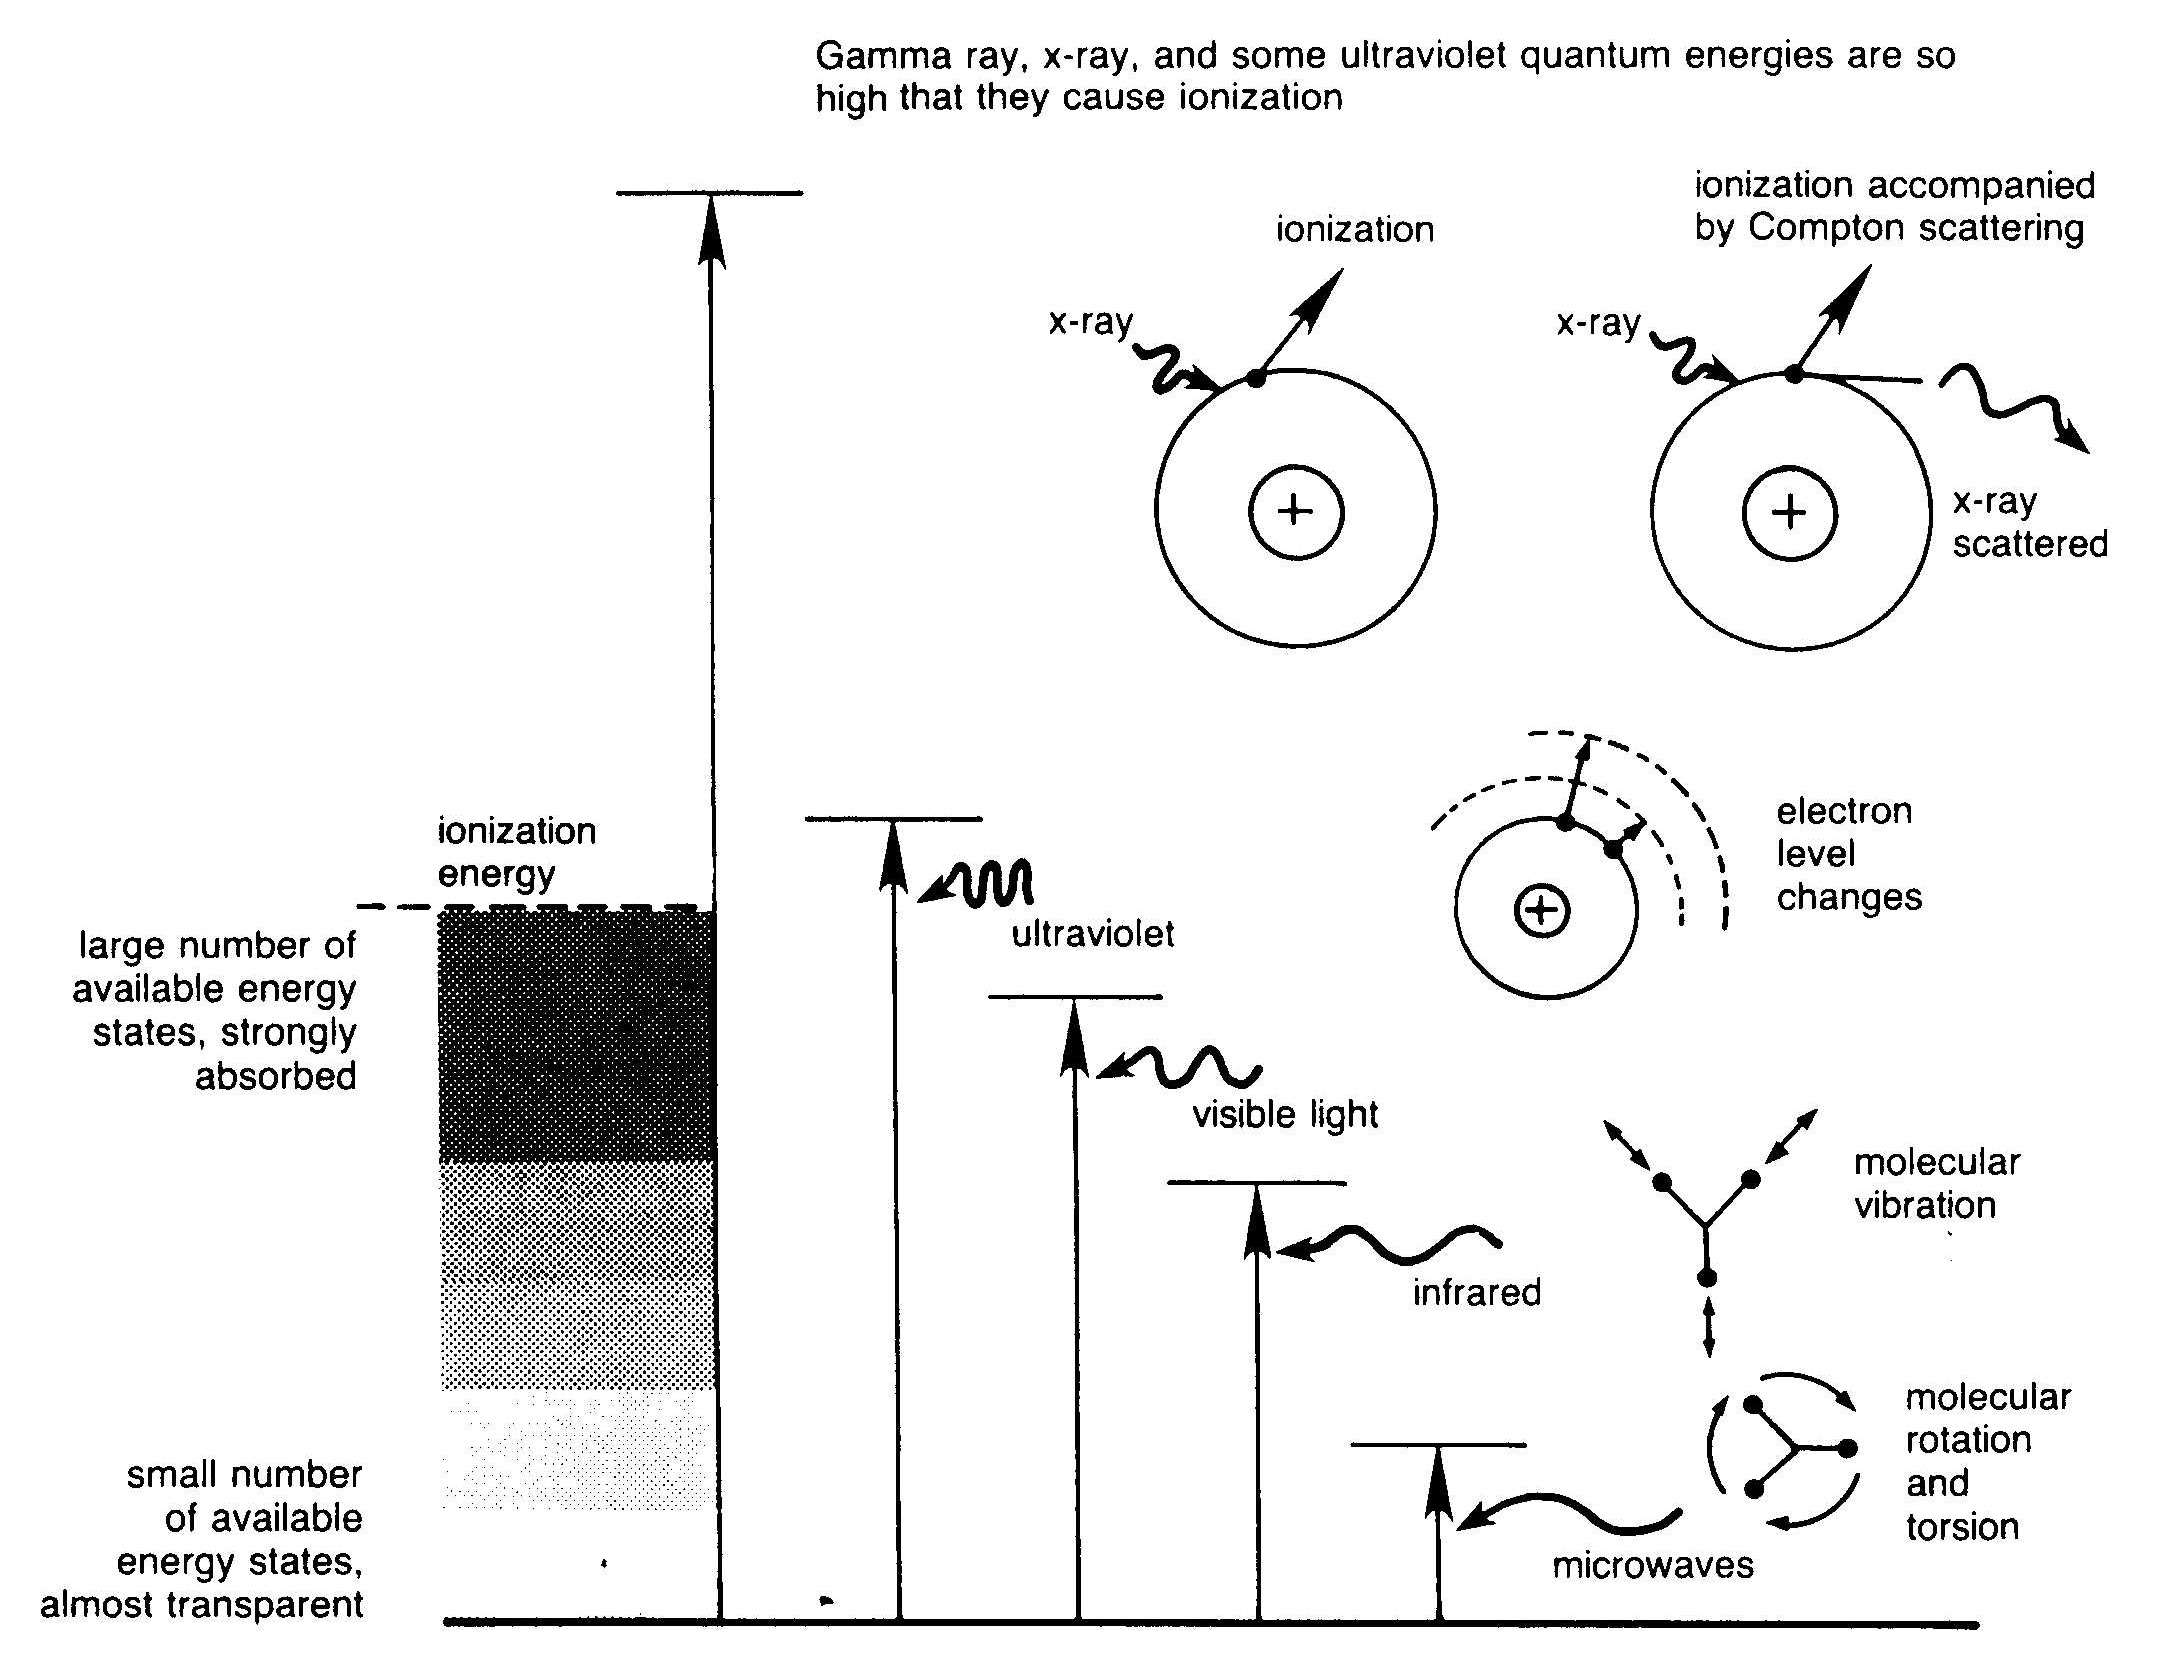 Gamma ray, x-ray, and some ultraviolet quantum energies are so
high that they cause ionization
ionization accompanied
by Compton scattering
ionization
x-ray
x-ray
+
+
x-ray
scattered
ionization
energy
large number of
available energy
states, strongly
absorbed
ultraviolet
electron
level
changes
+
visible light
molecular
vibration
infrared
small number
of available
energy states,
almost transparent
molecular
rotation
and
torsion
microwaves